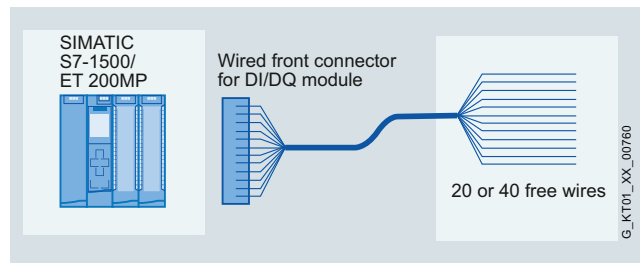 SIMATIC
S7-1500/
ET 200MP
Wired front connector
for DI/DQ module
20 or 40 free wires
G_KT01_XX_00760